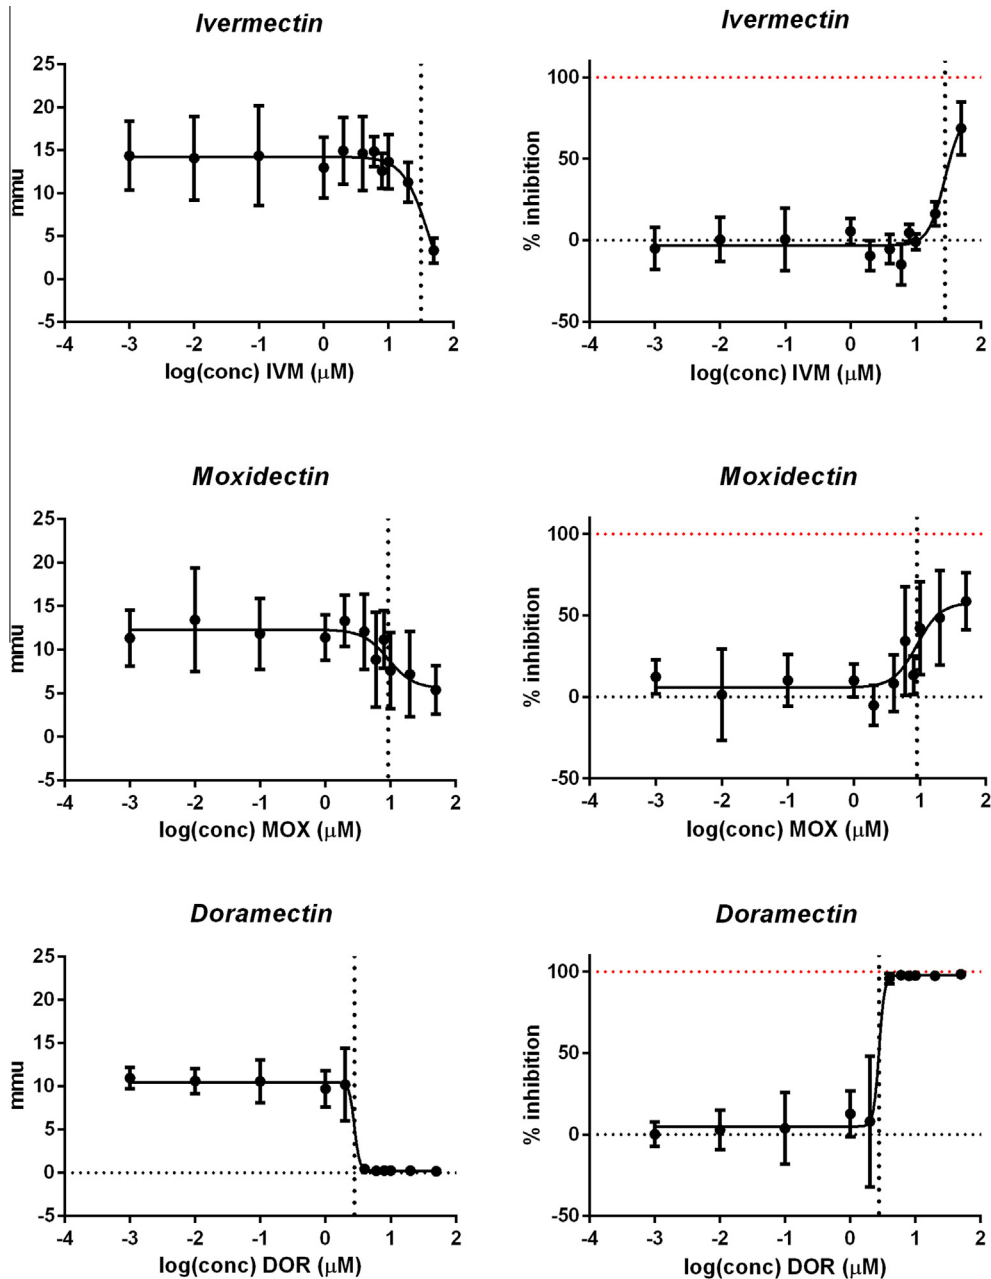 Ivermectin
25
20
15
10
5
0
-5
mmu
-4 -3 -2 -1 0 1 2
log(conc) IVM (μM)
Ivermectin
100
50
0
-50
% inhibition
-4 -3 -2 -1 0 1 2
log(conc) IVM (μM)
Moxidectin
25
20
15
10
5
0
-5
mmu
-4 -3 -2 -1 0 1 2
log(conc) MOX (μM)
Moxidectin
100
50
0
-50
% inhibition
-4 -3 -2 -1 0 1 2
log(conc) MOX (μM)
Doramectin
25
20
15
10
5
0
-5
mmu
-4 -3 -2 -1 0 1 2
log(conc) DOR (μM)
Doramectin
100
50
0
-50
% inhibition
-4 -3 -2 -1 0 1 2
log(conc) DOR (μM)